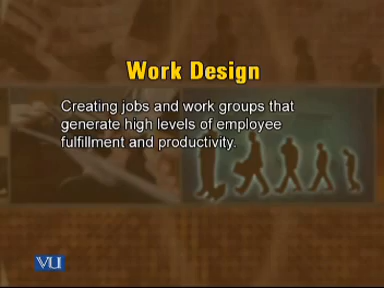 Work Design
Creating jobs and work groups that
generate high levels of employee
fulfillment and productivity.
VU